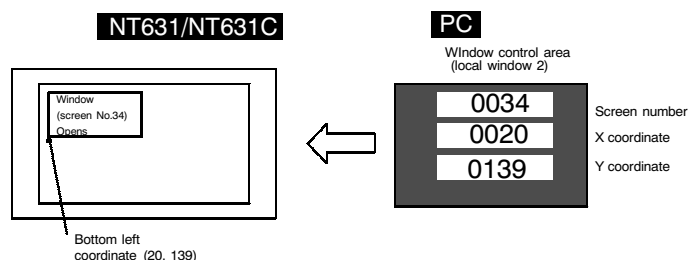 NT631/NT631C
PC
WIndow control area
(local window 2)
Window
(screen No.34)
Opens
0034
Screen number
0020
X coordinate
0139
Y coordinate
Bottom left
coordinate (20, 139)